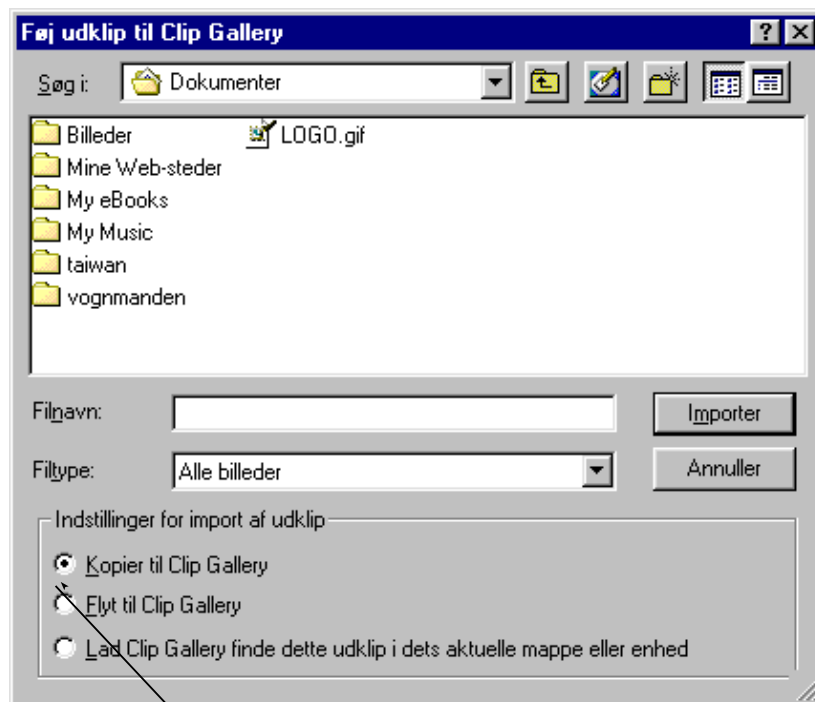 Føj udklip til Clip Gallery
Søg i: Dokumenter
Billeder LOGO.gif
Mine Web-steder
My eBooks
My Music
taiwan
vognmanden
Filnavn: Importer
Filtype: Alle billeder Annuller
Indstillinger for import af udklip
Kopier til Clip Gallery
Flyt til Clip Gallery
Lad Clip Gallery finde dette udklip i dets aktuelle mappe eller enhed